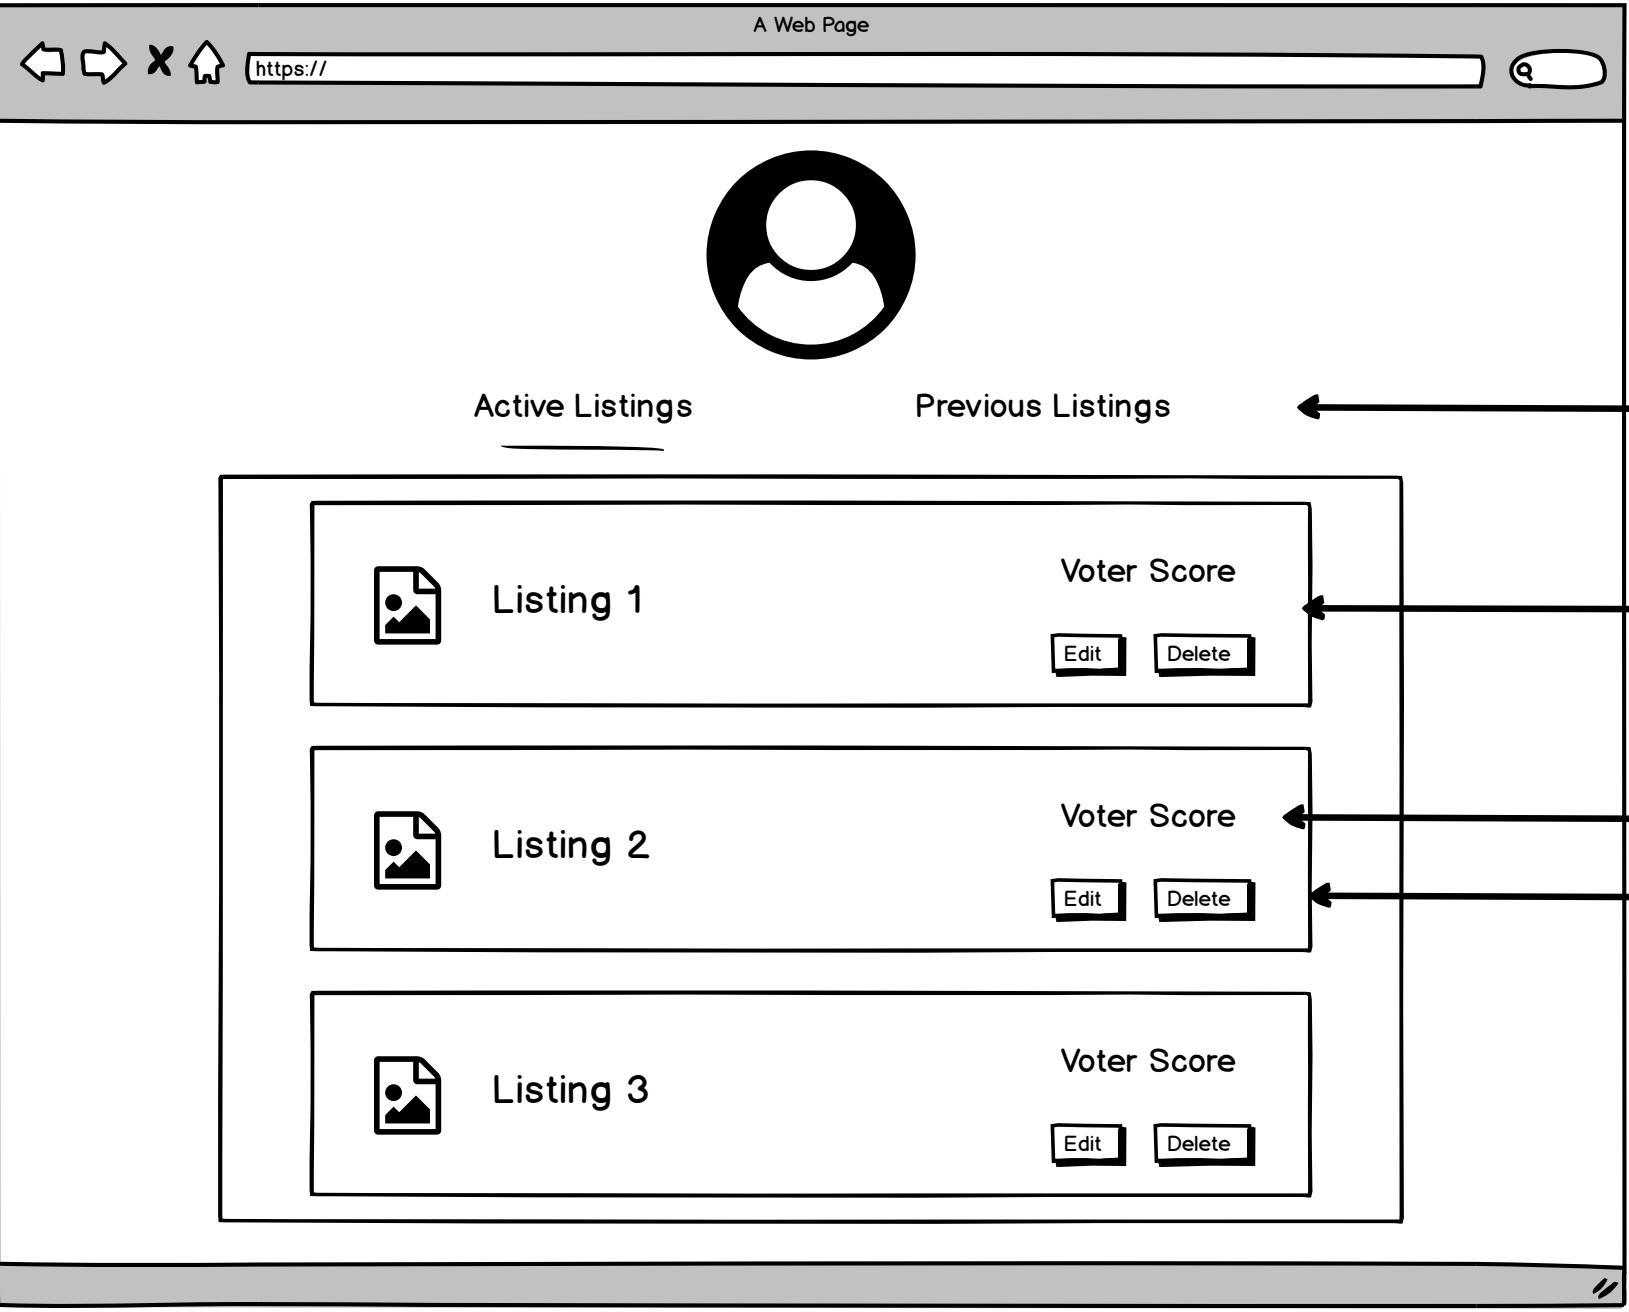 A Web Page
https://
Active Listings
Previous Listings
Listing 1
Voter Score
Edit
Delete
Listing 2
Voter Score
Edit
Delete
Listing 3
Voter Score
Edit
Delete